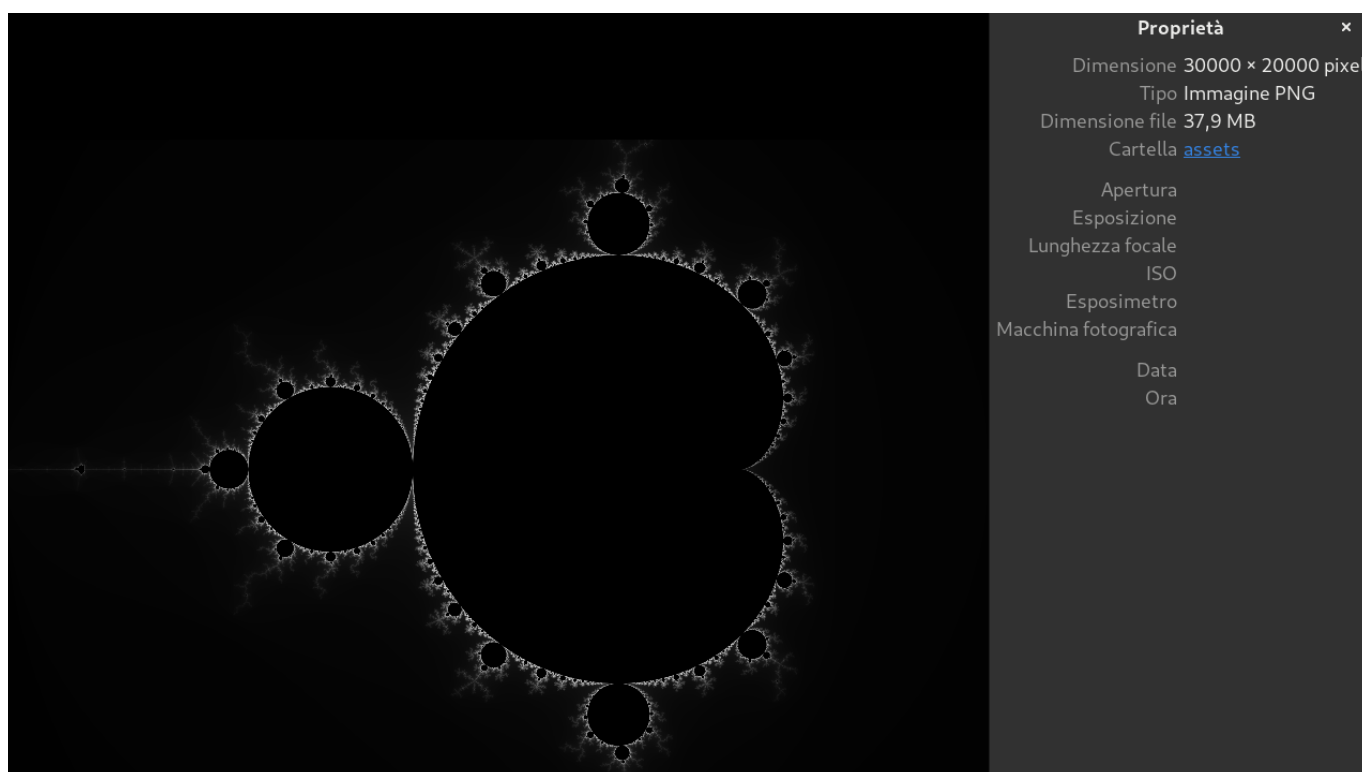 Proprietà ×
Dimensione 30000 × 20000 pixel
Tipo Immagine PNG
Dimensione file 37,9 MB
Cartella assets
Apertura
Esposizione
Lunghezza focale
ISO
Esposimetro
Macchina fotografica
Data
Ora